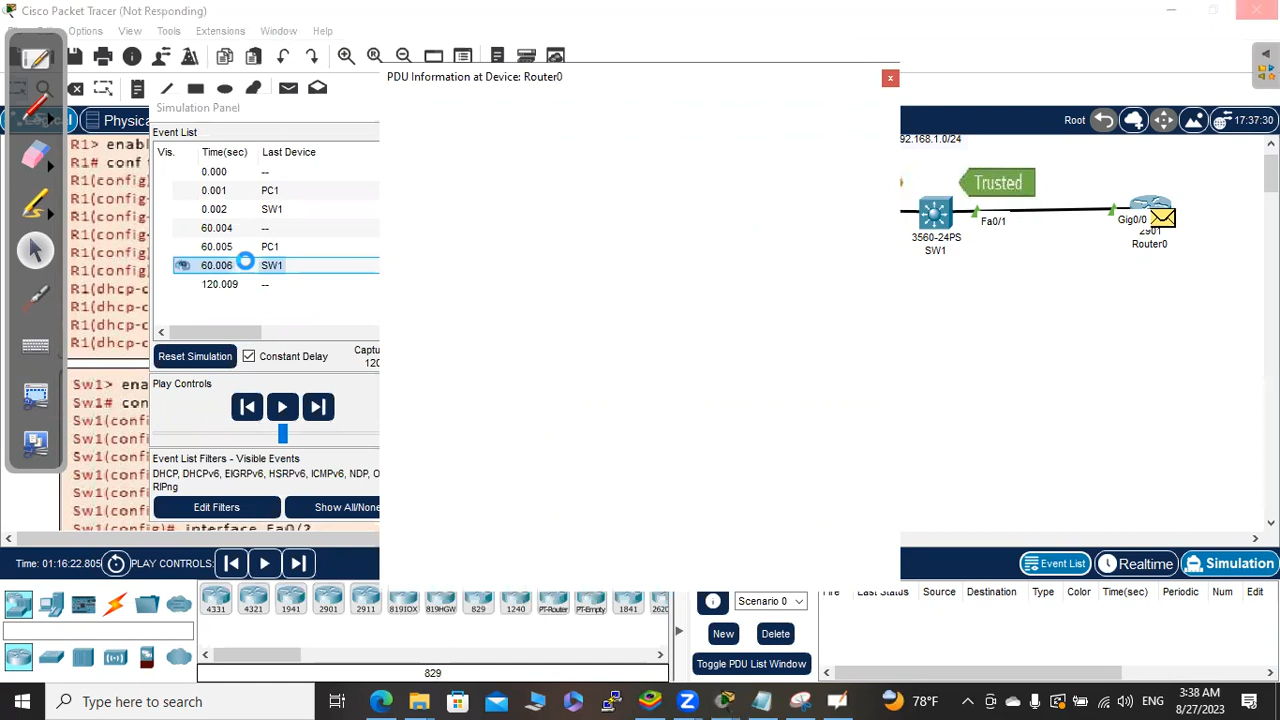 Cisco Packet Tracer (Not Responding)
Options View Tools Extensions Window Help
PDU Information at Device: Router0
Simulation Panel
Physic
Root
17:37:30
Event List
92.168.1.0/24
Vis. Time(sec) Last Device
0.000 --
0.001 PC1
0.002 SW1
60.004 --
60.005 PC1
60.006 SW1
120.009 --
R1> enabl
R1# conf
R1(config)
R1(config)
R1(config)
R1(config)
R1(config)
R1(config)
R1(dhcp-c
R1(dhcp-c
R1(dhcp-c
R1(dhcp-c
Trusted
Fa0/1
Gig0/0
3560-24PS
SW1
2901
Router0
Reset Simulation
Constant Delay
Captu
120
Play Controls
Sw1> ena
Sw1# con
Sw1(confi
Sw1(confi
Sw1(confi
Sw1(confi
Sw1(confi
Sw1(confi
Sw1(config)# interface Fa0/2
Event List Filters - Visible Events
DHCP, DHCPv6, EIGRPv6, HSRPv6, ICMPv6, NDP, O
RIPng
Edit Filters
Show All/None
Time: 01:16:22.805
PLAY CONTROLS:
Event List
Realtime
Simulation
4331 4321 1941 2901 2911 819IOX 819HGW 829 1240 PT-Router PT-Empty 1841 2620
829
Scenario 0
New
Delete
Toggle PDU List Window
Fire Last Status Source Destination Type Color Time(sec) Periodic Num Edit
Type here to search
78°F
ENG
3:38 AM
8/27/2023